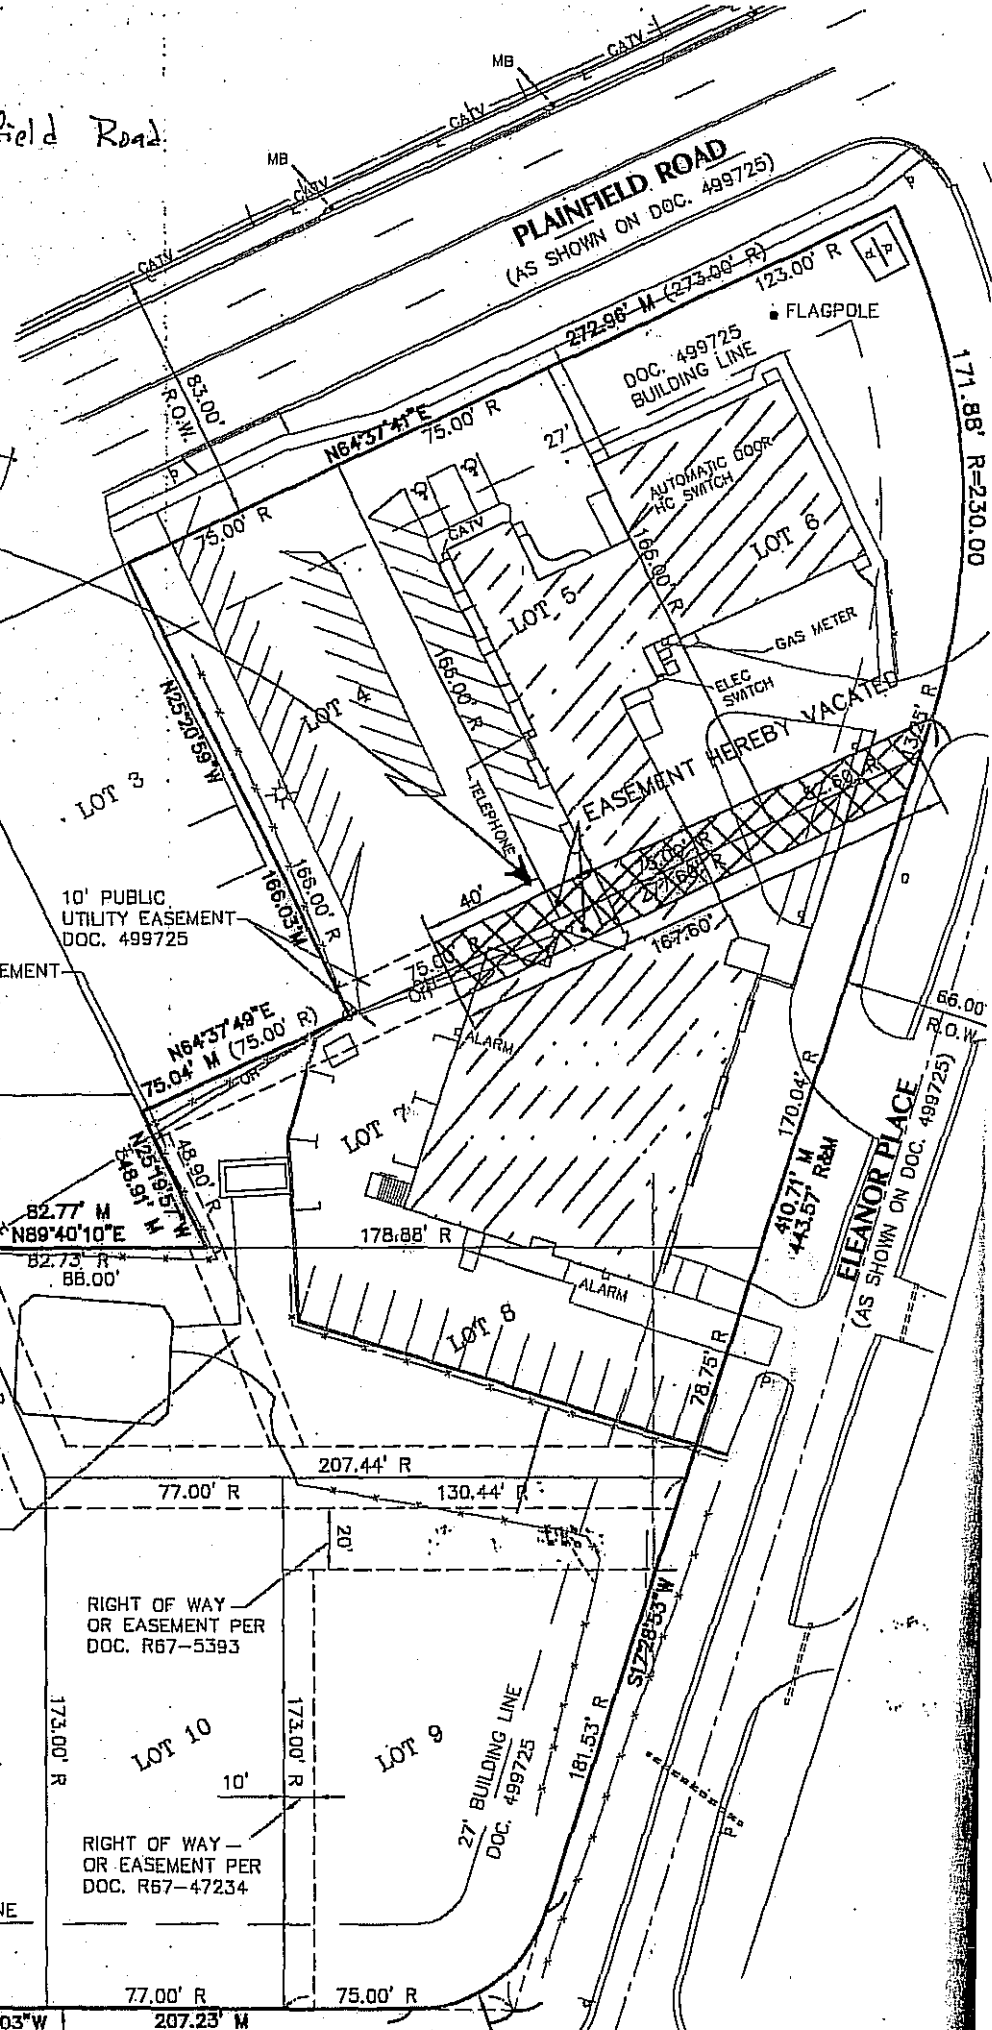 field Road
MB
CATV
CATV
MB
CATV
CATV
PLAINFIELD ROAD
(AS SHOWN ON DOC. 499725)
83.00'
R.O.W.
272.96' M (273.00' R)
123.00' R
FLAGPOLE
DOC. 499725
BUILDING LINE
N64°37'41"E
75.00' R
27'
75.00' R
171.88' R=230.00
CATV
AUTOMATIC DOOR
HC SWITCH
LOT 6
166.00' R
LOT 5
GAS METER
ELEC
SWITCH
166.00' R
LOT 4
N25°20'59"W
LOT 3
EASEMENT HEREBY VACATED
TELEPHONE
166.00' R
166.03' M
40'
75.00' R
167.60'
75.00' R
OH
10' PUBLIC
UTILITY EASEMENT
DOC. 499725
EMENT
N64°37'49"E
75.04' M (75.00' R)
ALARM
66.00'
R.O.W.
LOT 7
170.04' R
410.71' M
443.57' R&M
ELEANOR PLACE
(AS SHOWN ON DOC. 499725)
48.90' R
N25°19'57"W
48.91' M
82.77' M
N89°40'10"E
82.73' R
88.00'
178.88' R
ALARM
LOT 8
78.75' R
207.44' R
77.00' R
130.44' R
20'
RIGHT OF WAY
OR EASEMENT PER
DOC. R67-5393
S17°28'53"W
173.00' R
LOT 10
173.00' R
LOT 9
27' BUILDING LINE
DOC. 499725
181.53' R
10'
RIGHT OF WAY
OR EASEMENT PER
DOC. R67-47234
NE
77.00' R
75.00' R
03"W
207.23' M